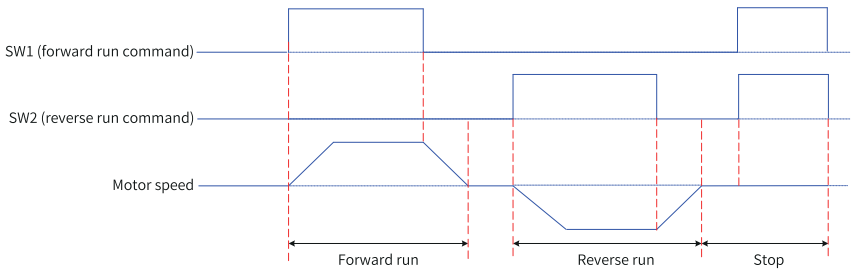 SW1 (forward run command)
SW2 (reverse run command)
Motor speed
Forward run
Reverse run
Stop